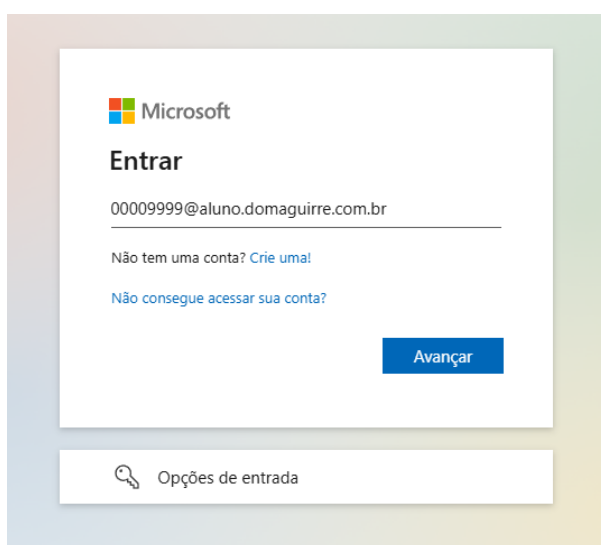 Microsoft
Entrar
00009999@aluno.domaguirre.com.br
Não tem uma conta? Crie uma!
Não consegue acessar sua conta?
Avançar
Opções de entrada